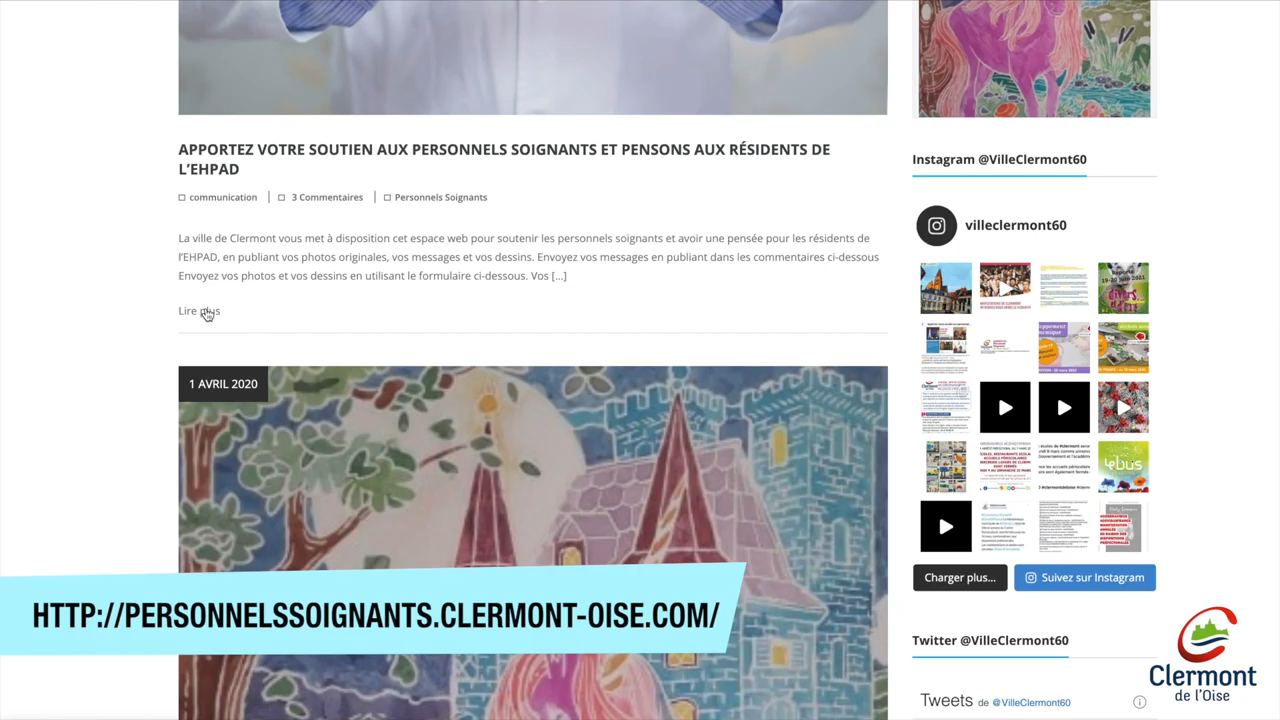 APPORTEZ VOTRE SOUTIEN AUX PERSONNELS SOIGNANTS ET PENSONS AUX RÉSIDENTS DE
L'EHPAD
communication
3 Commentaires
Personnels Soignants
La ville de Clermont vous met à disposition cet espace web pour soutenir les personnels soignants et avoir une pensée pour les résidents de
l'EHPAD, en publiant vos photos originales, vos messages et vos dessins. Envoyez vos messages en publiant dans les commentaires ci-dessous
Envoyez vos photos et vos dessins en utilisant le formulaire ci-dessous. Vos [...]
Lire plus
1 AVRIL 2020
HTTP://PERSONNELSSOIGNANTS.CLERMONT-OISE.COM/
Instagram @VilleClermont60
villeclermont60
19-20 juin 2021
lebus
Charger plus...
Suivez sur Instagram
Twitter @VilleClermont60
Tweets de @VilleClermont60
Clermont
de l'Oise